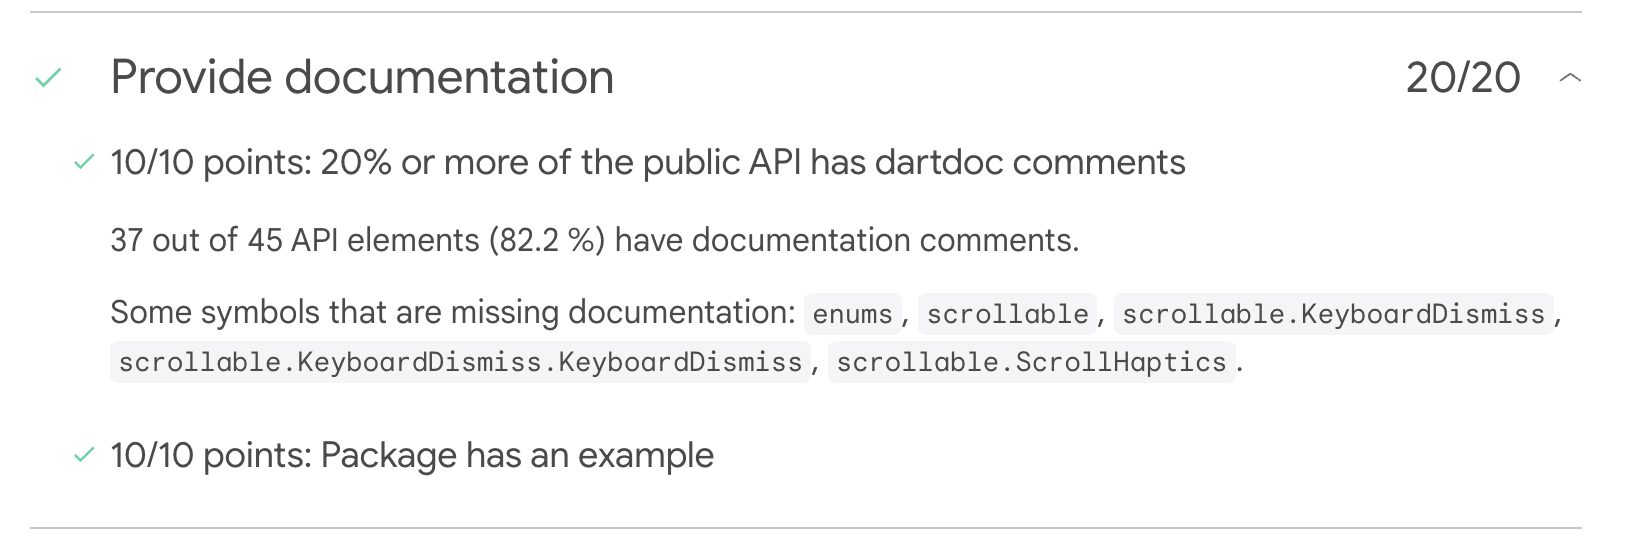 Provide documentation 20/20
10/10 points: 20% or more of the public API has dartdoc comments
37 out of 45 API elements (82.2 %) have documentation comments.
Some symbols that are missing documentation: enums, scrollable, scrollable.KeyboardDismiss,
scrollable.KeyboardDismiss.KeyboardDismiss, scrollable.ScrollHaptics.
10/10 points: Package has an example